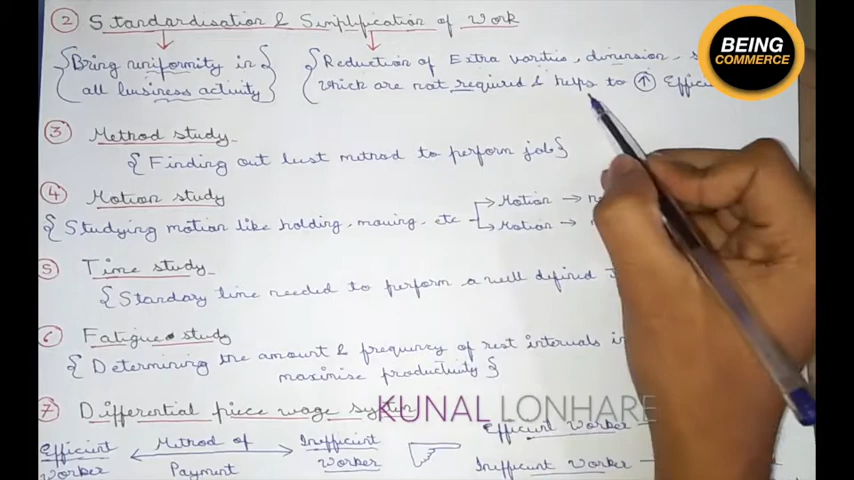 ② Standardisation & Simplification of work
BEING
COMMERCE
{Bring uniformity in
all business activity}
{Reduction of Extra varities, dimension,
which are not required & helps to ↑
③ Method study
{Finding out best method to perform job}
④ Motion study
{Studying motion like holding, moving, etc
→ Motion →
→ Motion →
5 Time study
{Standary time needed to perform a well defined
6 Fatigue study
{Determining the amount & frequency of rest intervals in
maximise productivity}
7 Differential piece wage system
KUNAL LONHARE
Efficient Worker
Method of Payment
Inefficient Worker
Efficient Worker
Inefficient Worker